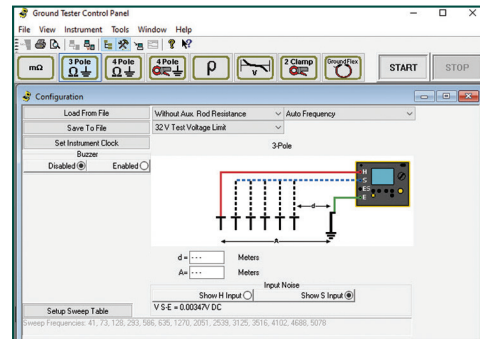 Ground Tester Control Panel
File View Instrument Tools Window Help
mΩ 3 Pole Ω 4 Pole Ω 4 Pole ρ V 2 Clamp GroundFlex START STOP
Configuration
Load From File Without Aux. Rod Resistance Auto Frequency
Save To File 32 V Test Voltage Limit
Set Instrument Clock 3-Pole
Buzzer
Disabled Enabled
H
S
ES
E
d
A
d = --- Meters
A= --- Meters
Input Noise
Show H Input Show S Input
Setup Sweep Table V S-E = 0.00347V DC
Sweep Frequencies: 41, 73, 128, 293, 586, 635, 1270, 2051, 2539, 3125, 3516, 4102, 4688, 5078